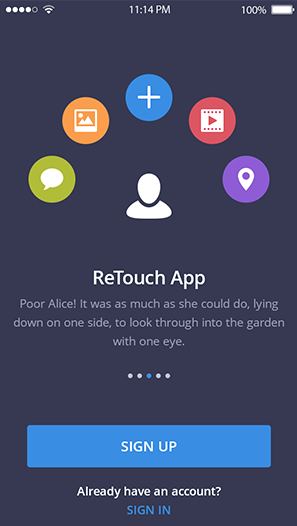 11:14 PM 100%
ReTouch App
Poor Alice! It was as much as she could do, lying
down on one side, to look through into the garden
with one eye.
SIGN UP
Already have an account?
SIGN IN